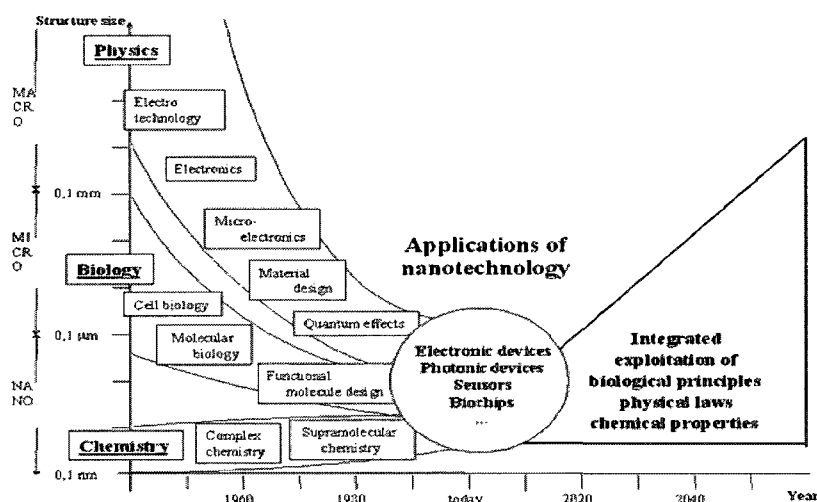 Structure size
Physics
MA
CR
O
Electro
technology
Electronics
0,1 mm
Micro-
electronics
MI
CR
O
Applications of
nanotechnology
Biology
Material
design
Cell biology
Quantum effects
0,1 µm
Molecular
biology
Electronic devices
Photonic devices
Sensors
Biochips
...
Integrated
exploitation of
biological principles
physical laws
chemical properties
NA
NO
Functional
molecule design
Chemistry
Complex
chemistry
Supramolecular
chemistry
0,1 nm
1960
today
2040
Year